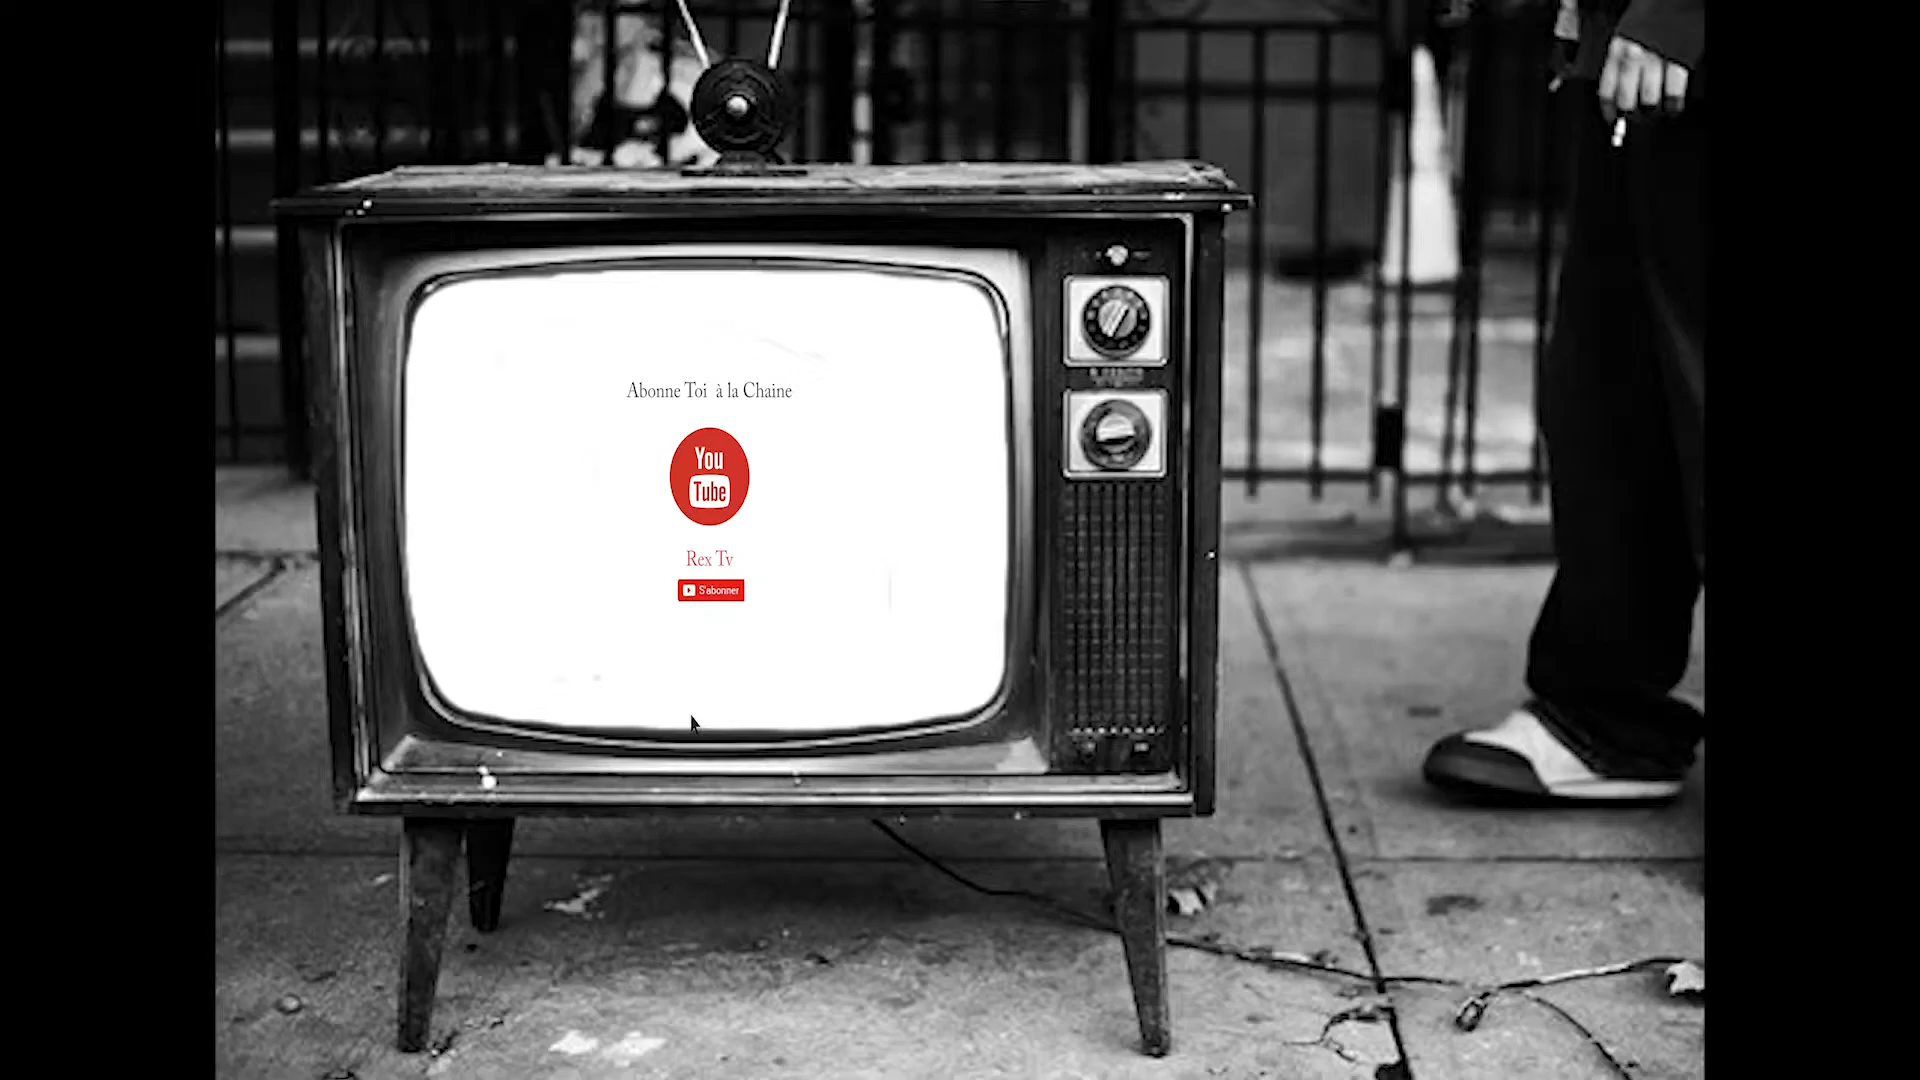 Abonne Toi à la Chaine
You
Tube
Rex Tv
S'abonner